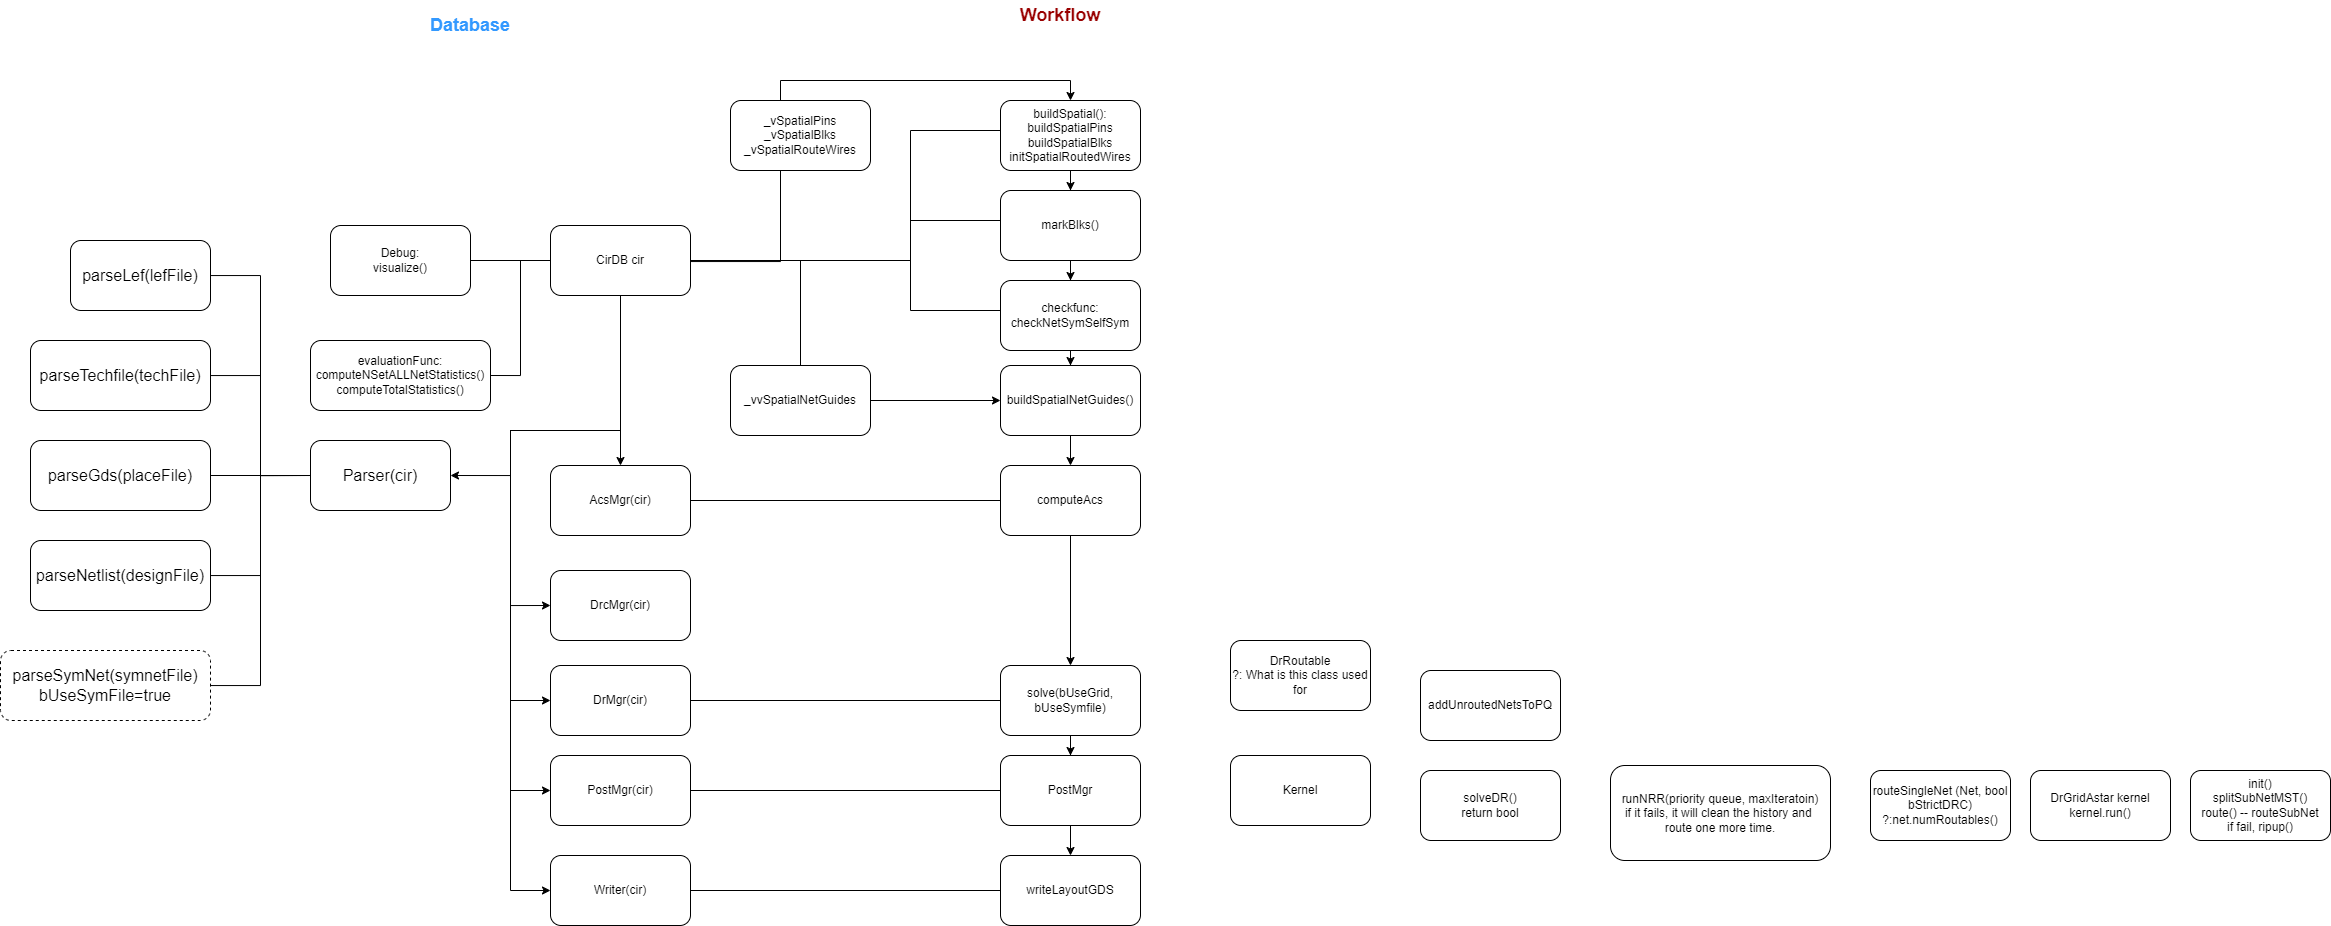 Database
Workflow
_vSpatialPins
_vSpatialBlks
_vSpatialRouteWires
buildSpatial():
buildSpatialPins
buildSpatialBlks
initSpatialRoutedWires
markBlks()
Debug:
visualize()
CirDB cir
parseLef(lefFile)
checkfunc:
checkNetSymSelfSym
evaluationFunc:
computeNSetALLNetStatistics()
computeTotalStatistics()
parseTechfile(techFile)
_vvSpatialNetGuides
buildSpatialNetGuides()
parseGds(placeFile)
Parser(cir)
AcsMgr(cir)
computeAcs
parseNetlist(designFile)
DrcMgr(cir)
parseSymNet(symnetFile)
bUseSymFile=true
DrMgr(cir)
solve(bUseGrid,
bUseSymfile)
DrRoutable
?: What is this class used
for
addUnroutedNetsToPQ
PostMgr(cir)
PostMgr
Kernel
solveDR()
return bool
runNRR(priority queue, maxIteratoin)
if it fails, it will clean the history and
route one more time.
routeSingleNet (Net, bool
bStrictDRC)
?:net.numRoutables()
DrGridAstar kernel
kernel.run()
init()
splitSubNetMST()
route() -- routeSubNet
if fail, ripup()
Writer(cir)
writeLayoutGDS